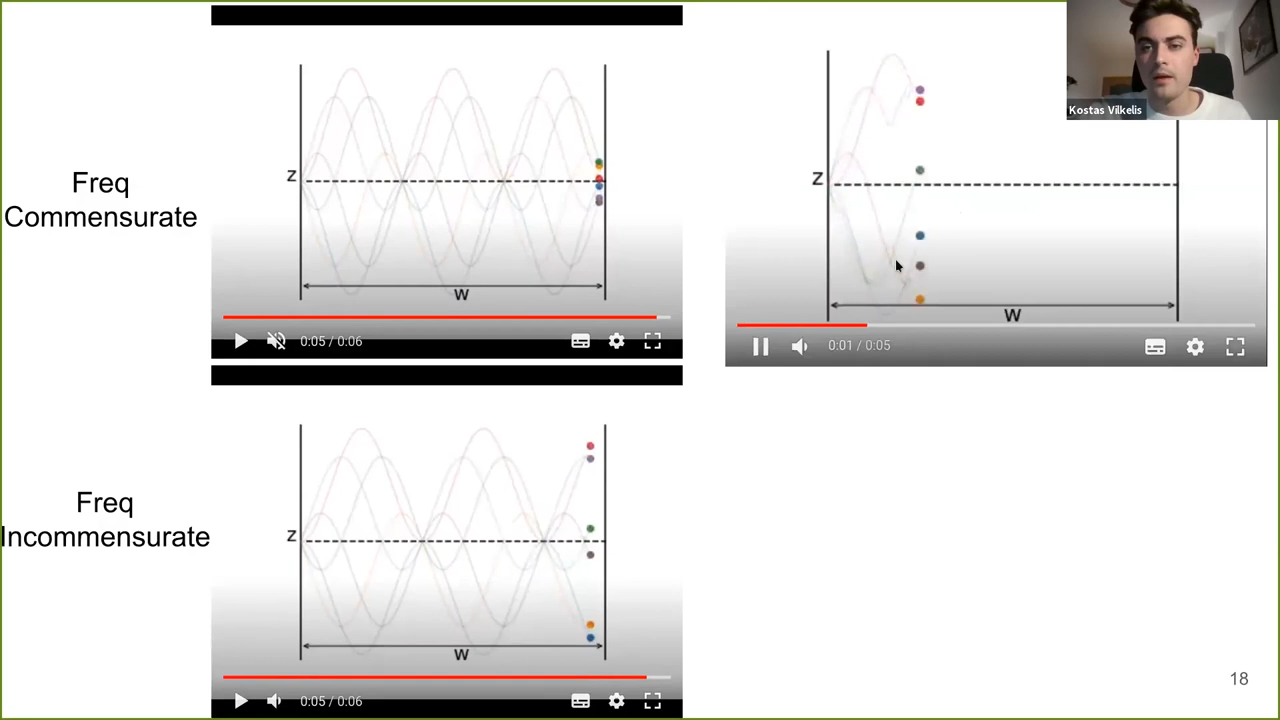 Kostas Vilkelis
Freq
Commensurate
Z
W
0:05 / 0:06
Z
W
0:01 / 0:05
Freq
Incommensurate
Z
W
0:05 / 0:06
18